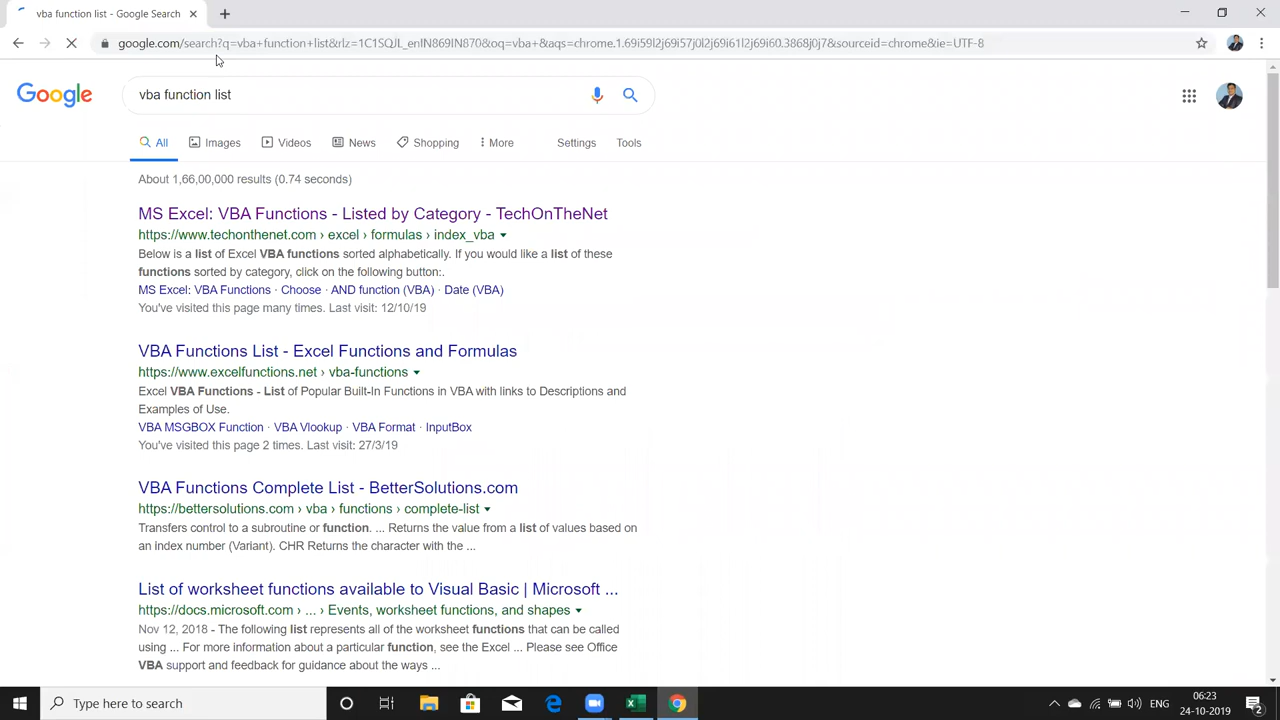 vba function list - Google Search
google.com/search?q=vba+function+list&rlz=1C1SQJL_enIN869IN870&oq=vba+&aqs=chrome.1.69i59l2j69i57j0l2j69i61l2j69i60.3868j0j7&sourceid=chrome&ie=UTF-8
Google
vba function list
All Images Videos News Shopping More Settings Tools
About 1,66,00,000 results (0.74 seconds)
MS Excel: VBA Functions - Listed by Category - TechOnTheNet
https://www.techonthenet.com › excel › formulas › index_vba
Below is a list of Excel VBA functions sorted alphabetically. If you would like a list of these
functions sorted by category, click on the following button:.
MS Excel: VBA Functions · Choose · AND function (VBA) · Date (VBA)
You've visited this page many times. Last visit: 12/10/19
VBA Functions List - Excel Functions and Formulas
https://www.excelfunctions.net › vba-functions
Excel VBA Functions - List of Popular Built-In Functions in VBA with links to Descriptions and
Examples of Use.
VBA MSGBOX Function · VBA Vlookup · VBA Format · InputBox
You've visited this page 2 times. Last visit: 27/3/19
VBA Functions Complete List - BetterSolutions.com
https://bettersolutions.com › vba › functions › complete-list
Transfers control to a subroutine or function. ... Returns the value from a list of values based on
an index number (Variant). CHR Returns the character with the ...
List of worksheet functions available to Visual Basic | Microsoft ...
https://docs.microsoft.com › ... › Events, worksheet functions, and shapes
Nov 12, 2018 - The following list represents all of the worksheet functions that can be called
using ... For more information about a particular function, see the Excel ... Please see Office
VBA support and feedback for guidance about the ways ...
Type here to search
ENG
06:23
24-10-2019
2